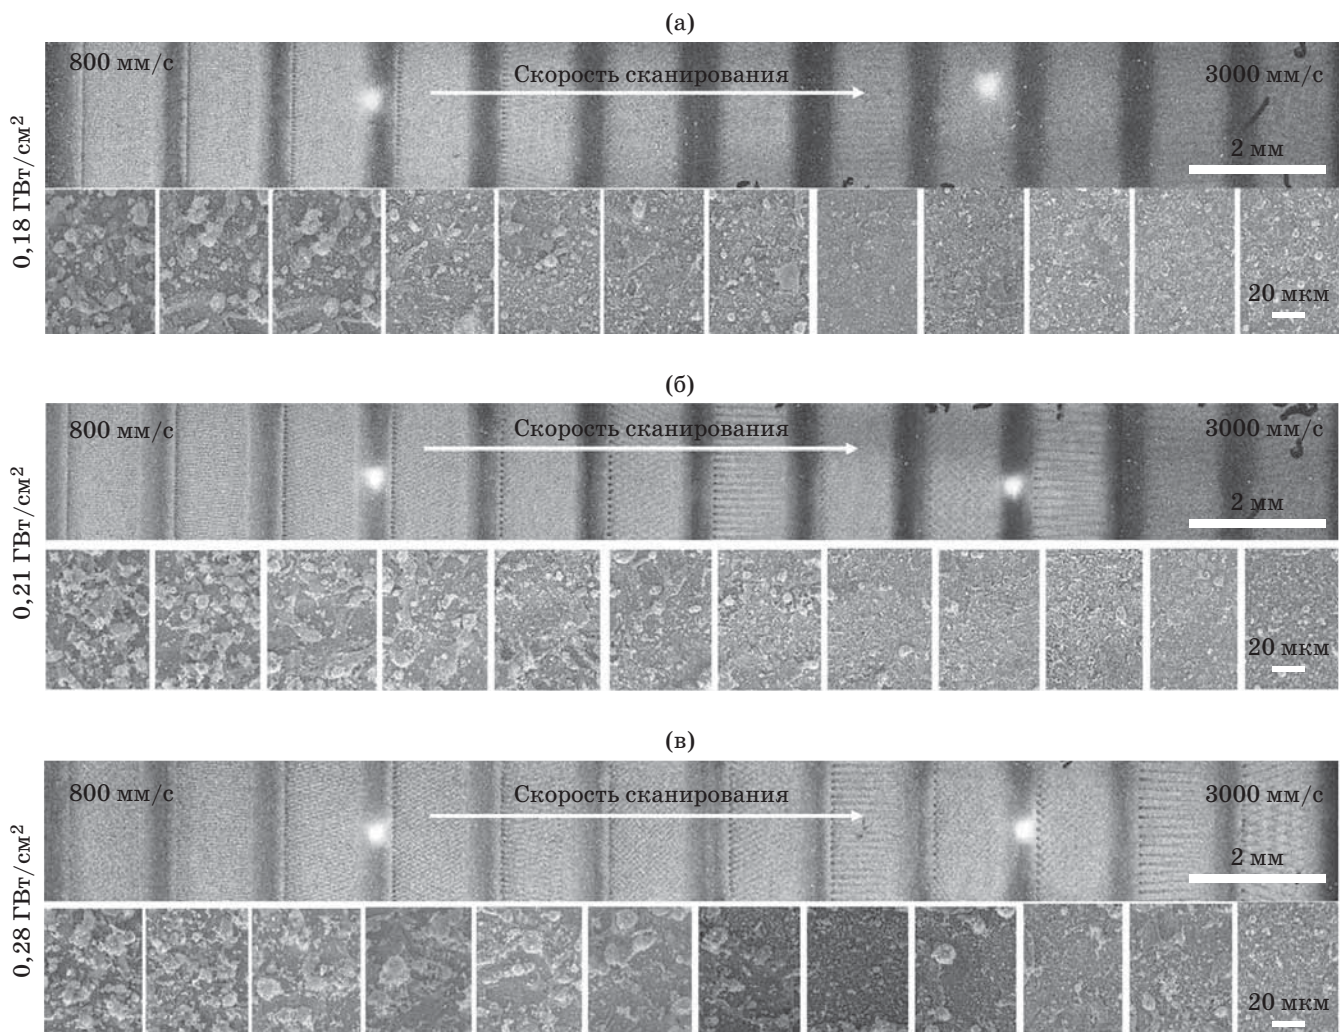 (а)
800 мм/с
Скорость сканирования
3000 мм/с
2 мм
0,18 ГВт/см²
20 мкм
(б)
800 мм/с
Скорость сканирования
3000 мм/с
2 мм
0,21 ГВт/см²
20 мкм
(в)
800 мм/с
Скорость сканирования
3000 мм/с
2 мм
0,28 ГВт/см²
20 мкм